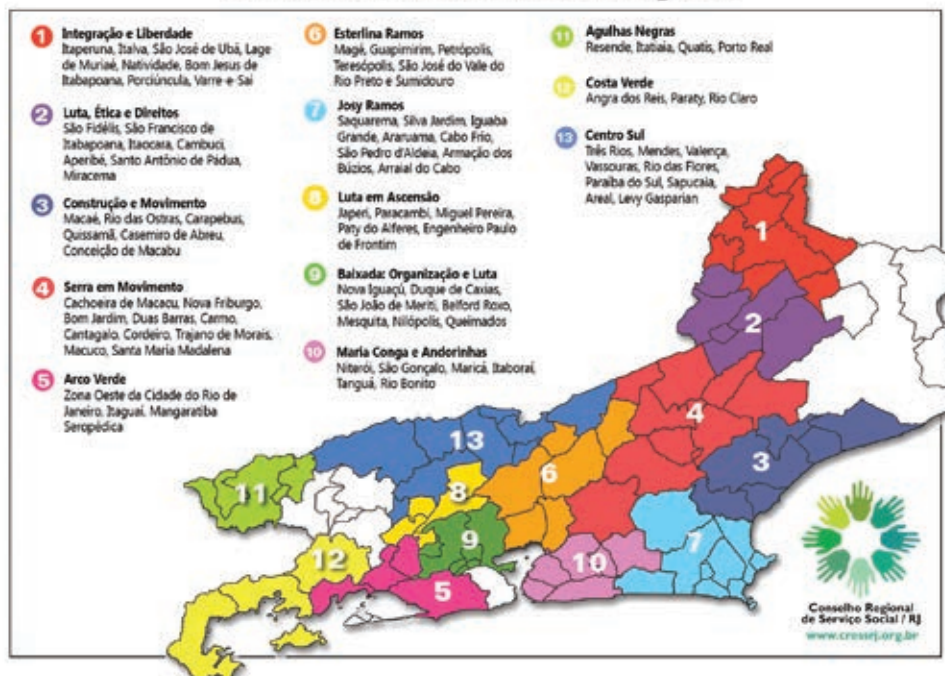 1 Integração e Liberdade
Itaperuna, Italva, São José de Ubá, Lage
de Muriaé, Natividade, Bom Jesus de
Itabapoana, Porciúncula, Varre-e-Sai
2 Luta, Ética e Direitos
São Fidélis, São Francisco de
Itabapoana, Itaocara, Cambuci,
Aperibé, Santo Antônio de Pádua,
Miracema
3 Construção e Movimento
Macaé, Rio das Ostras, Carapebus,
Quissamã, Casemiro de Abreu,
Conceição de Macabu
4 Serra em Movimento
Cachoeira de Macacu, Nova Friburgo,
Bom Jardim, Duas Barras, Carmo,
Cantagalo, Cordeiro, Trajano de Morais,
Macuco, Santa Maria Madalena
5 Arco Verde
Zona Oeste da Cidade do Rio de
Janeiro, Itaguaí, Mangaratiba
Seropédica
6 Esterlina Ramos
Magé, Guapimirim, Petrópolis,
Teresópolis, São José do Vale do
Rio Preto e Sumidouro
7 Josy Ramos
Saquarema, Silva Jardim, Iguaba
Grande, Araruama, Cabo Frio,
São Pedro d'Aldeia, Armação dos
Búzios, Arraial do Cabo
8 Luta em Ascensão
Japeri, Paracambi, Miguel Pereira,
Paty do Alferes, Engenheiro Paulo
de Frontim
9 Baixada: Organização e Luta
Nova Iguaçú, Duque de Caxias,
São João de Meriti, Belford Roxo,
Mesquita, Nilópolis, Queimados
10 Maria Conga e Andorinhas
Niterói, São Gonçalo, Maricá, Itaboraí,
Tanguá, Rio Bonito
11 Agulhas Negras
Resende, Itatiaia, Quatis, Porto Real
12 Costa Verde
Angra dos Reis, Paraty, Rio Claro
13 Centro Sul
Três Rios, Mendes, Valença,
Vassouras, Rio das Flores,
Paraíba do Sul, Sapucaia,
Areal, Levy Gasparian
1
2
4
13
3
6
8
11
9
7
12
10
5
Conselho Regional
de Serviço Social / RJ
www.cressrj.org.br